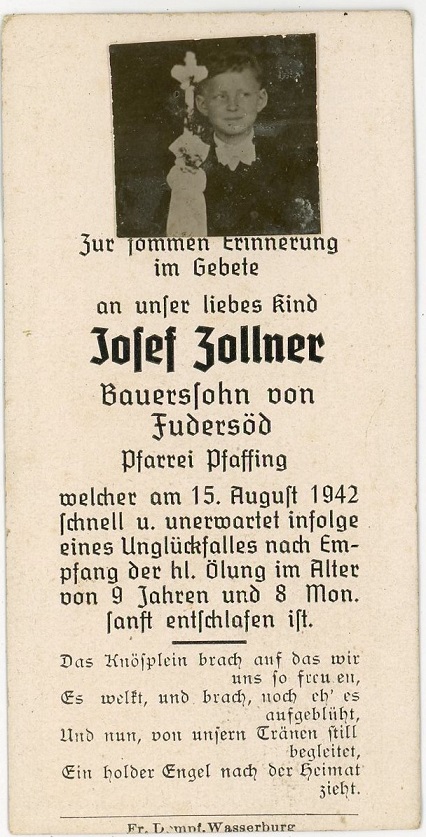 Zur frommen Erinnerung
im Gebete
an unser liebes Kind
Josef Zollner
Bauerssohn von
Fudersöd
Pfarrei Pfaffing
welcher am 15. August 1942
schnell u. unerwartet infolge
eines Unglückfalles nach Em-
pfang der hl. Ölung im Alter
von 9 Jahren und 8 Mon.
sanft entschlafen ist.
Das Knösplein brach auf das wir
uns so freuen,
Es welkt, und brach, noch eh' es
aufgeblüht,
Und nun, von unsern Tränen still
begleitet,
Ein holder Engel nach der Heimat
zieht.
Fr. Dempf, Wasserburg